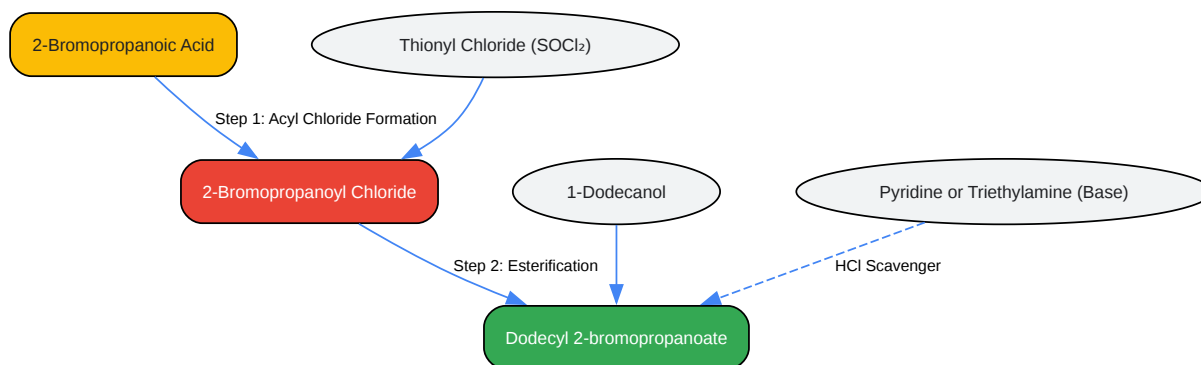 2-Bromopropanoic Acid
Thionyl Chloride (SOCl₂)
Step 1: Acyl Chloride Formation
2-Bromopropanoyl Chloride
1-Dodecanol
Pyridine or Triethylamine (Base)
Step 2: Esterification
HCl Scavenger
Dodecyl 2-bromopropanoate